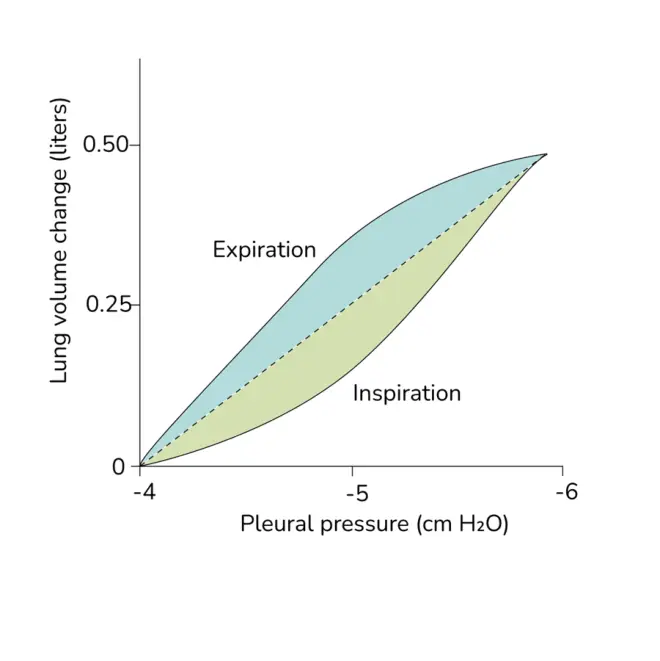 Lung volume change (liters)
0.50
Expiration
0.25
Inspiration
0
-4
-5
-6
Pleural pressure (cm H₂O)